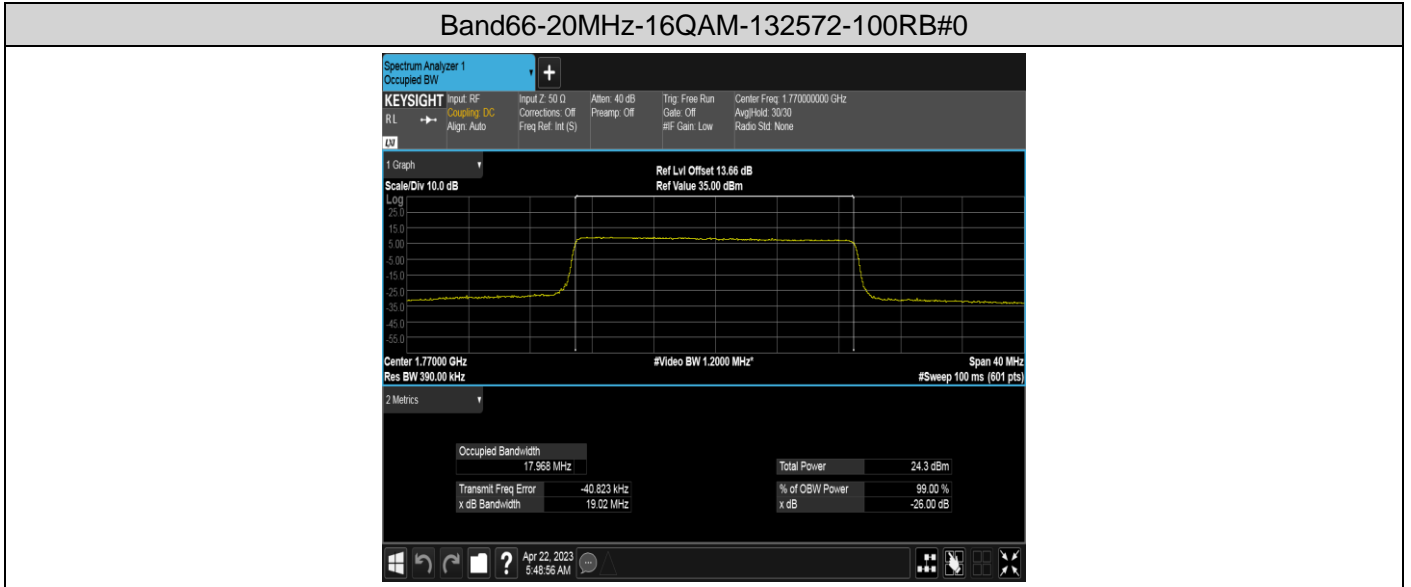 Band66-20MHz-16QAM-132572-100RB#0
Spectrum Analyzer 1
Occupied BW
+
KEYSIGHT
RL
LXI
Input: RF
Coupling: DC
Align: Auto
Input Z: 50 Ω
Corrections: Off
Freq Ref: Int (S)
Atten: 40 dB
Preamp: Off
Trig: Free Run
Gate: Off
#IF Gain: Low
Center Freq: 1.770000000 GHz
Avg|Hold: 30/30
Radio Std: None
1 Graph
Scale/Div 10.0 dB
Ref Lvl Offset 13.66 dB
Ref Value 35.00 dBm
Log
25.0
15.0
5.00
-5.00
-15.0
-25.0
-35.0
-45.0
-55.0
Center 1.77000 GHz
Res BW 390.00 kHz
#Video BW 1.2000 MHz*
Span 40 MHz
#Sweep 100 ms (601 pts)
2 Metrics
Occupied Bandwidth
17.968 MHz
Transmit Freq Error -40.823 kHz
x dB Bandwidth 19.02 MHz
Total Power 24.3 dBm
% of OBW Power 99.00 %
x dB -26.00 dB
?
Apr 22, 2023
5:48:56 AM